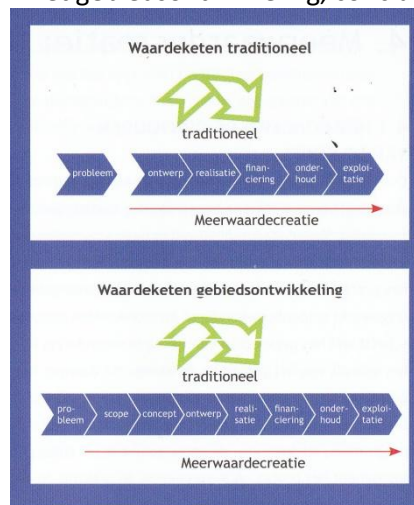 Waardeketen traditioneel
traditioneel
probleem
ontwerp
realisatie
finan-
ciering
onder-
houd
exploi-
tatie
Meerwaardecreatie
Waardeketen gebiedsontwikkeling
traditioneel
pro-
bleem
scope
concept
ontwerp
reali-
satie
finan-
ciering
onder-
houd
exploi-
tatie
Meerwaardecreatie